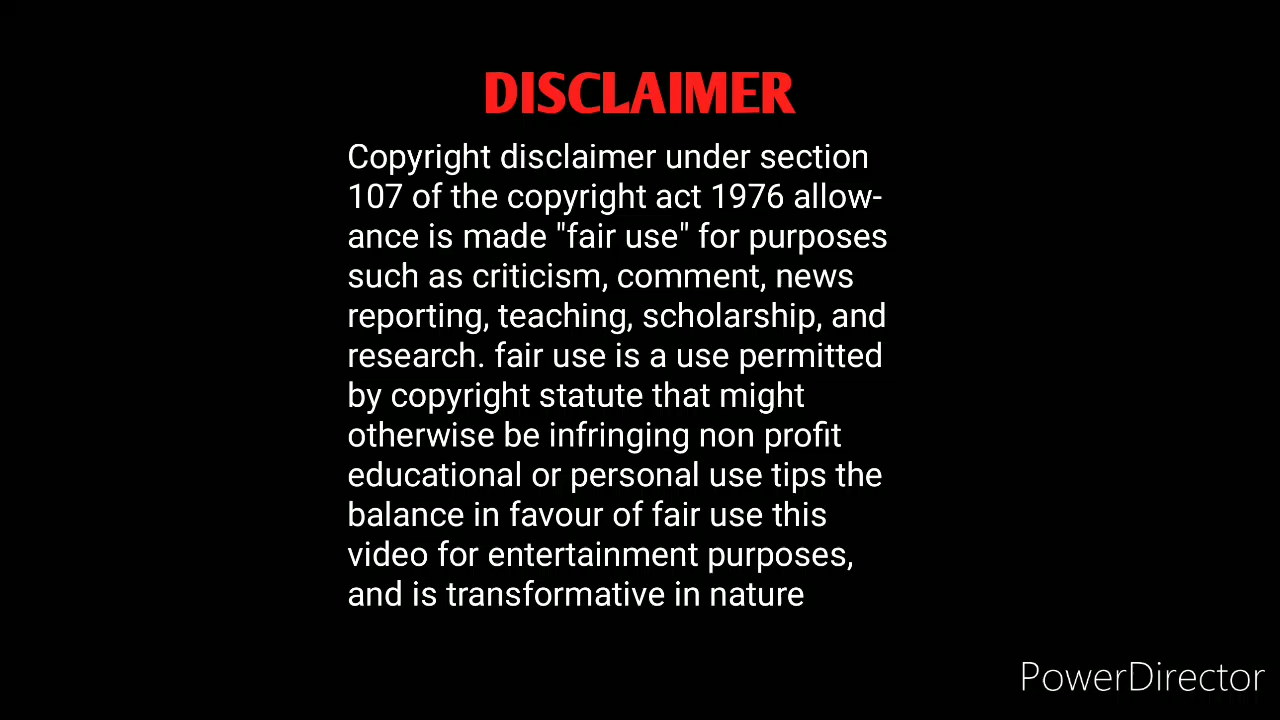 DISCLAIMER
Copyright disclaimer under section
107 of the copyright act 1976 allow-
ance is made "fair use" for purposes
such as criticism, comment, news
reporting, teaching, scholarship, and
research. fair use is a use permitted
by copyright statute that might
otherwise be infringing non profit
educational or personal use tips the
balance in favour of fair use this
video for entertainment purposes,
and is transformative in nature
PowerDirector